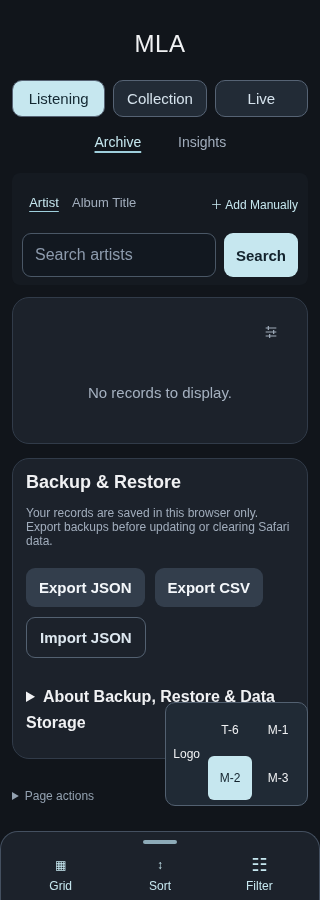 MLA
Listening Collection Live
Archive Insights
Artist Album Title + Add Manually
Search artists Search
No records to display.
Backup & Restore
Your records are saved in this browser only.
Export backups before updating or clearing Safari
data.
Export JSON Export CSV
Import JSON
About Backup, Restore & Data
Storage
T-6 M-1
Logo
M-2 M-3
Page actions
Grid Sort Filter